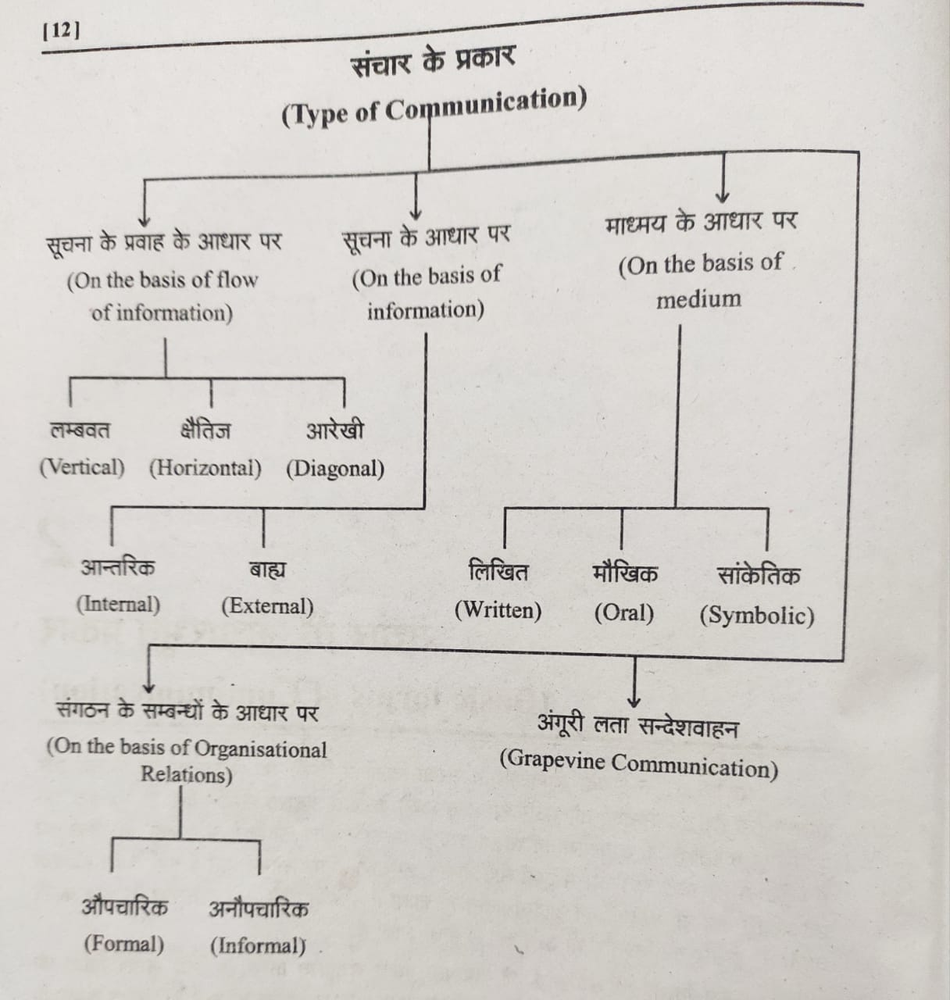 [12]
संचार के प्रकार
(Type of Communication)
सूचना के प्रवाह के आधार पर
(On the basis of flow
of information)
सूचना के आधार पर
(On the basis of
information)
माध्मय के आधार पर
(On the basis of
medium
लम्बवत
(Vertical)
क्षैतिज
(Horizontal)
आरेखी
(Diagonal)
आन्तरिक
(Internal)
बाह्य
(External)
लिखित
(Written)
मौखिक
(Oral)
सांकेतिक
(Symbolic)
संगठन के सम्बन्धों के आधार पर
(On the basis of Organisational
Relations)
अंगूरी लता सन्देशवाहन
(Grapevine Communication)
औपचारिक
(Formal)
अनौपचारिक
(Informal)